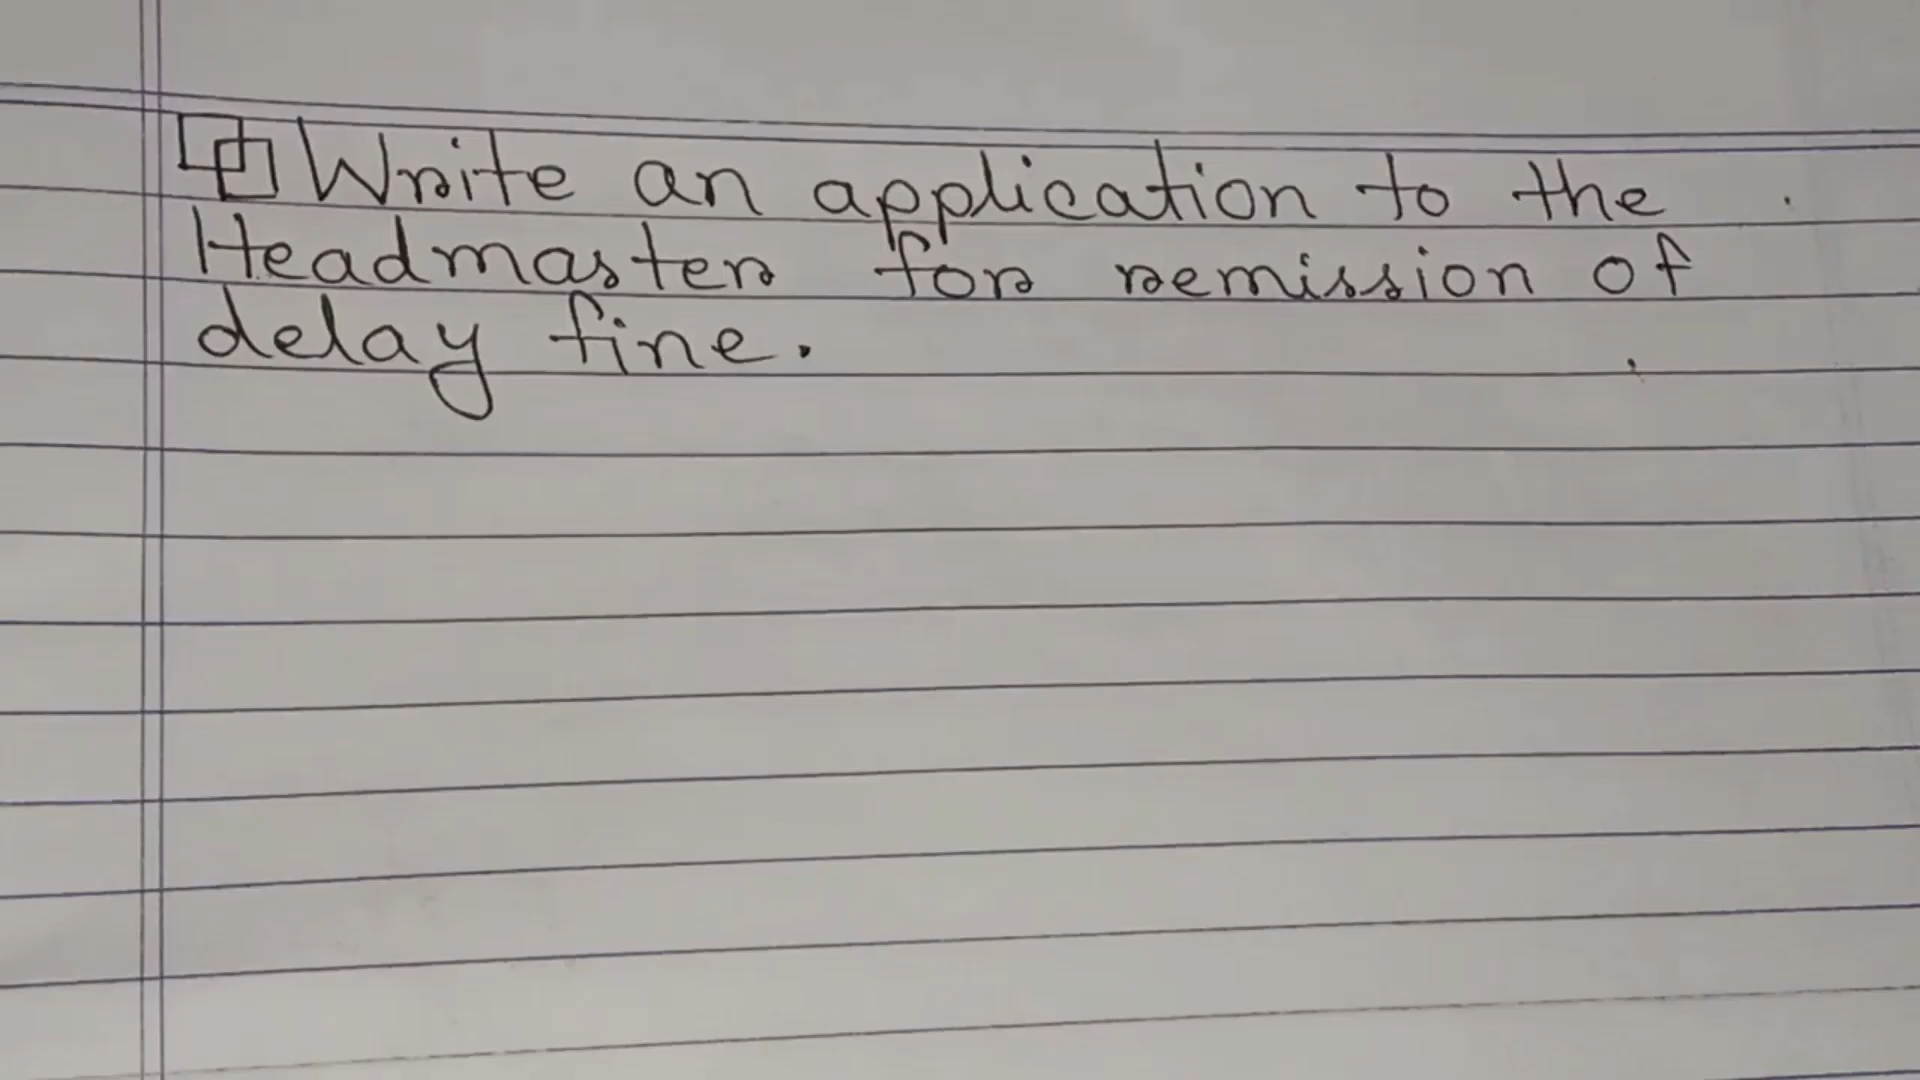 Write an application to the
Headmaster for remission of
delay fine.